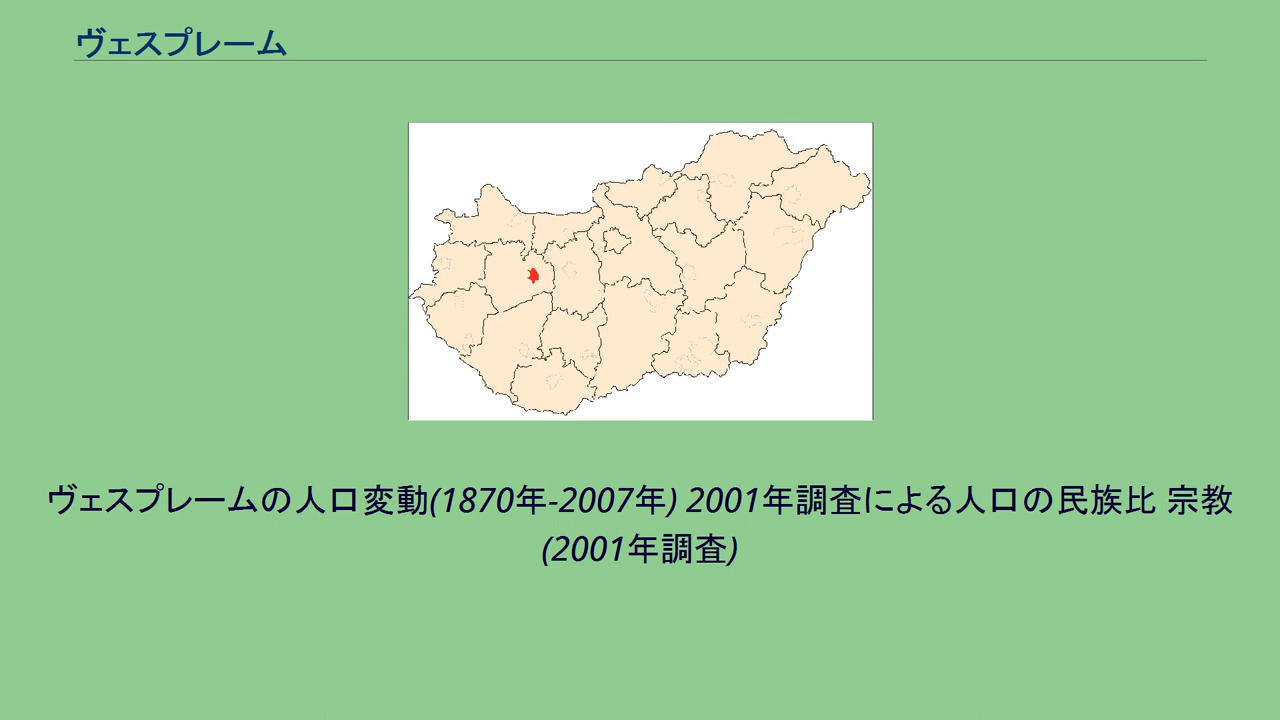 ヴェスプレーム
ヴェスプレームの人口変動(1870年-2007年) 2001年調査による人口の民族比 宗教
(2001年調査)